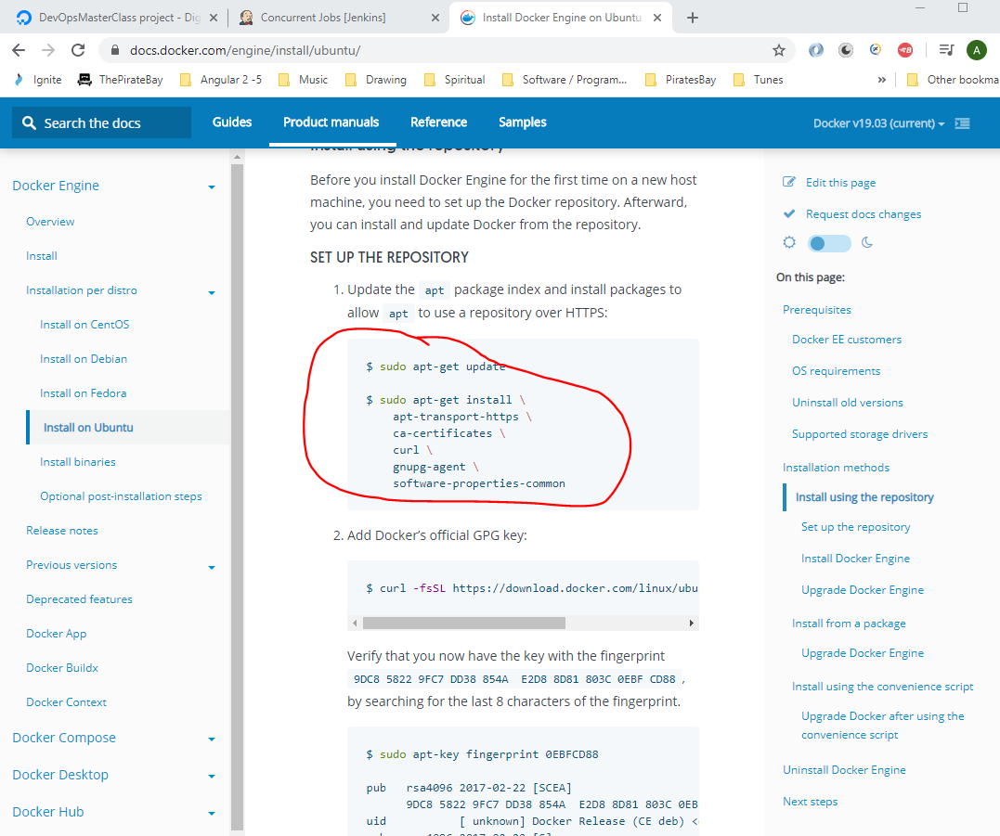 DevOpsMasterClass project - Dig
Concurrent Jobs [Jenkins]
Install Docker Engine on Ubuntu
docs.docker.com/engine/install/ubuntu/
A
Ignite
ThePirateBay
Angular 2 -5
Music
Drawing
Spiritual
Software / Program...
PiratesBay
Tunes
»
Other bookma
Search the docs
Guides
Product manuals
Reference
Samples
Docker v19.03 (current)
Docker Engine
Overview
Install
Installation per distro
Install on CentOS
Install on Debian
Install on Fedora
Install on Ubuntu
Install binaries
Optional post-installation steps
Release notes
Previous versions
Deprecated features
Docker App
Docker Buildx
Docker Context
Docker Compose
Docker Desktop
Docker Hub
Install using the repository
Before you install Docker Engine for the first time on a new host
machine, you need to set up the Docker repository. Afterward,
you can install and update Docker from the repository.
SET UP THE REPOSITORY
1. Update the apt package index and install packages to
allow apt to use a repository over HTTPS:
$ sudo apt-get update
$ sudo apt-get install \
apt-transport-https \
ca-certificates \
curl \
gnupg-agent \
software-properties-common
2. Add Docker’s official GPG key:
$ curl -fsSL https://download.docker.com/linux/ubu
Verify that you now have the key with the fingerprint
9DC8 5822 9FC7 DD38 854A  E2D8 8D81 803C 0EBF CD88 ,
by searching for the last 8 characters of the fingerprint.
$ sudo apt-key fingerprint 0EBFCD88
pub   rsa4096 2017-02-22 [SCEA]
9DC8 5822 9FC7 DD38 854A  E2D8 8D81 803C 0EB
uid           [ unknown] Docker Release (CE deb) <
Edit this page
Request docs changes
On this page:
Prerequisites
Docker EE customers
OS requirements
Uninstall old versions
Supported storage drivers
Installation methods
Install using the repository
Set up the repository
Install Docker Engine
Upgrade Docker Engine
Install from a package
Upgrade Docker Engine
Install using the convenience script
Upgrade Docker after using the
convenience script
Uninstall Docker Engine
Next steps